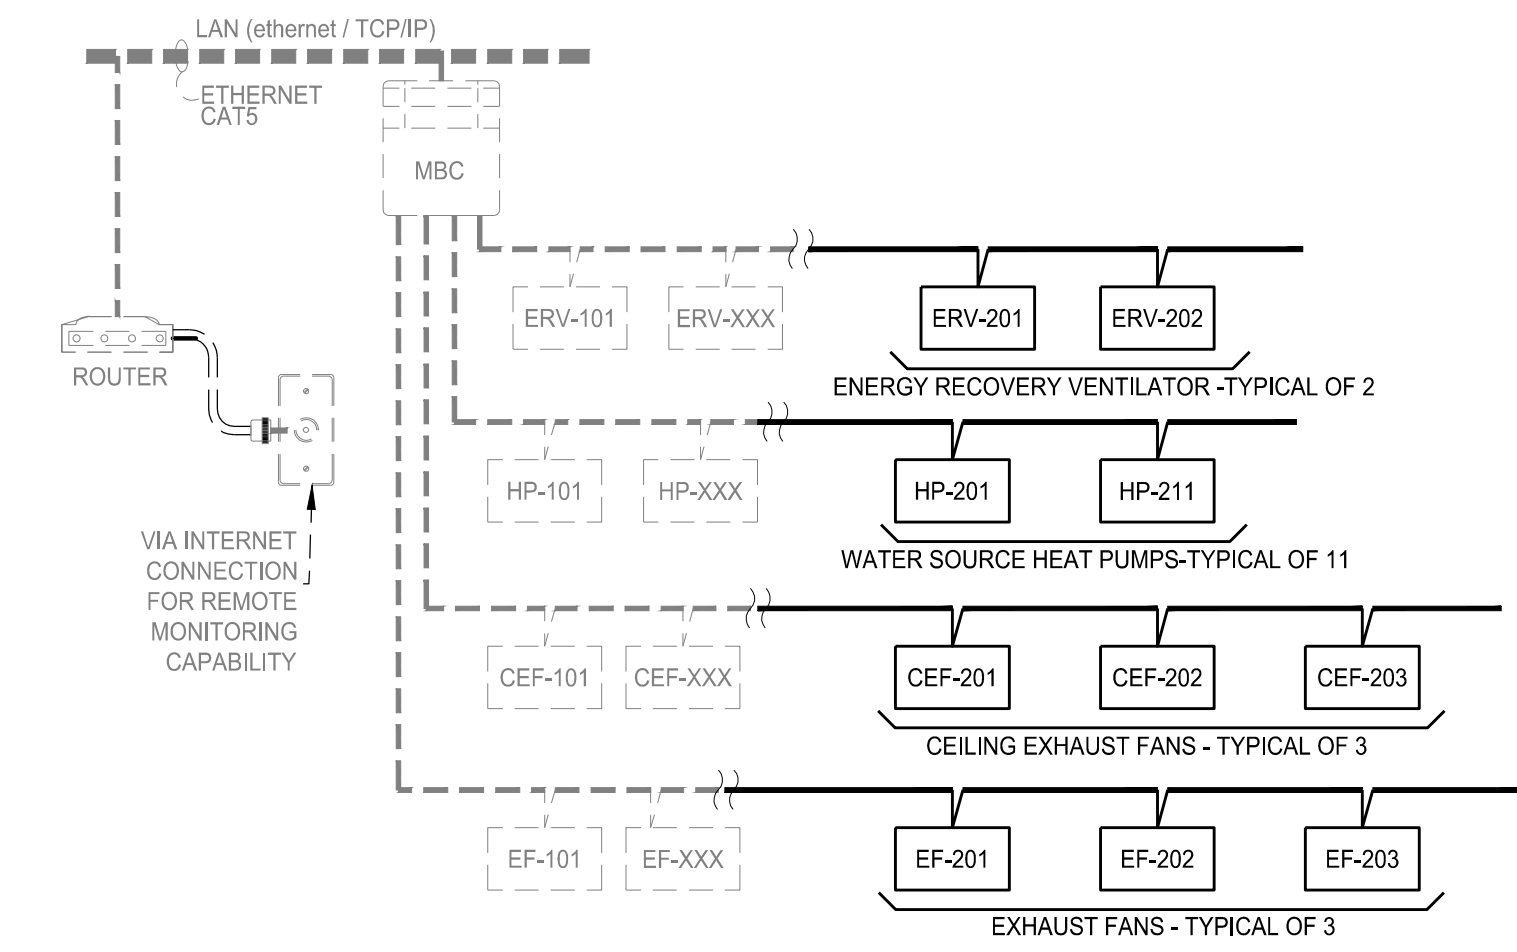 LAN (ethernet / TCP/IP)
ETHERNET
CAT5
MBC
ROUTER
VIA INTERNET
CONNECTION
FOR REMOTE
MONITORING
CAPABILITY
ERV-101
ERV-XXX
ERV-201
ERV-202
ENERGY RECOVERY VENTILATOR -TYPICAL OF 2
HP-101
HP-XXX
HP-201
HP-211
WATER SOURCE HEAT PUMPS-TYPICAL OF 11
CEF-101
CEF-XXX
CEF-201
CEF-202
CEF-203
CEILING EXHAUST FANS - TYPICAL OF 3
EF-101
EF-XXX
EF-201
EF-202
EF-203
EXHAUST FANS - TYPICAL OF 3